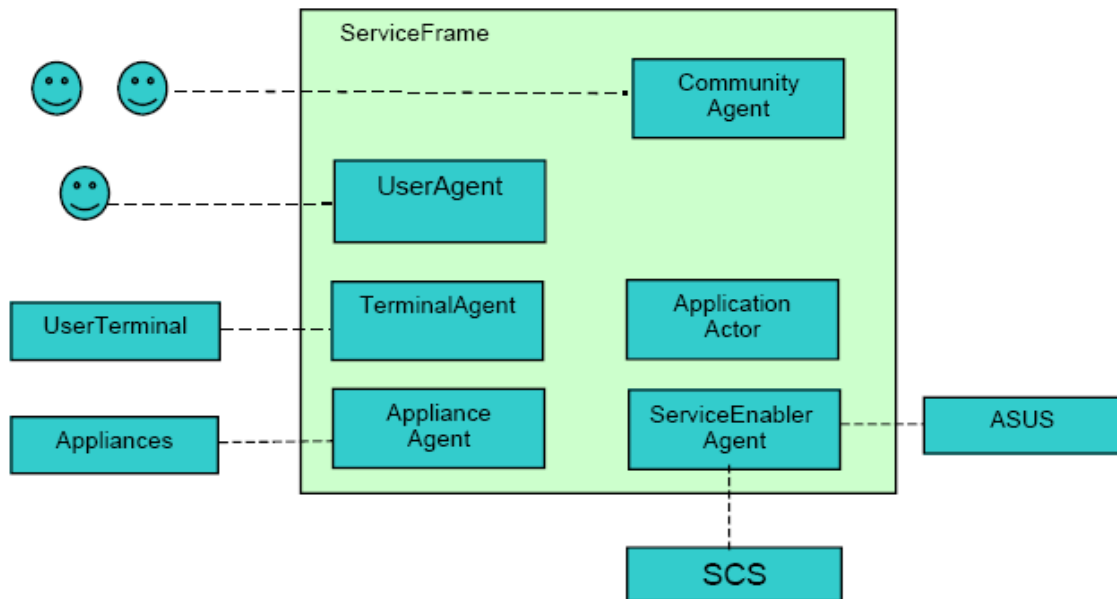 ServiceFrame
Community
Agent
UserAgent
TerminalAgent
Application
Actor
UserTerminal
Appliance
Agent
ServiceEnabler
Agent
ASUS
Appliances
SCS